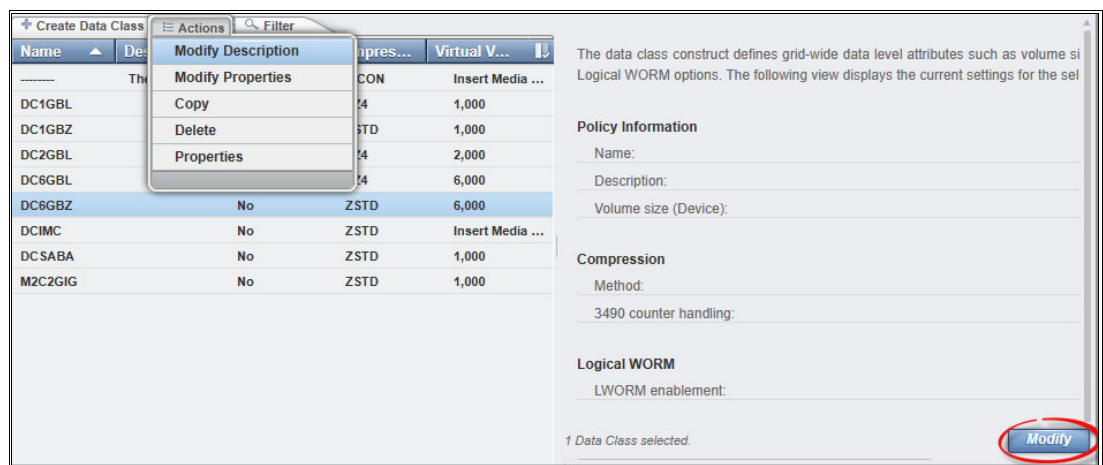 Create Data Class Actions Filter
Name Des pres... Virtual V...
Modify Description
-------- The CON Insert Media ...
Modify Properties
DC1GBL Z4 1,000
Copy
DC1GBZ STD 1,000
Delete
DC2GBL Z4 2,000
Properties
DC6GBL Z4 6,000
DC6GBZ No ZSTD 6,000
DCIMC No ZSTD Insert Media ...
DCSABA No ZSTD 1,000
M2C2GIG No ZSTD 1,000
The data class construct defines grid-wide data level attributes such as volume si
Logical WORM options. The following view displays the current settings for the sel
Policy Information
Name:
Description:
Volume size (Device):
Compression
Method:
3490 counter handling:
Logical WORM
LWORM enablement:
1 Data Class selected.
Modify